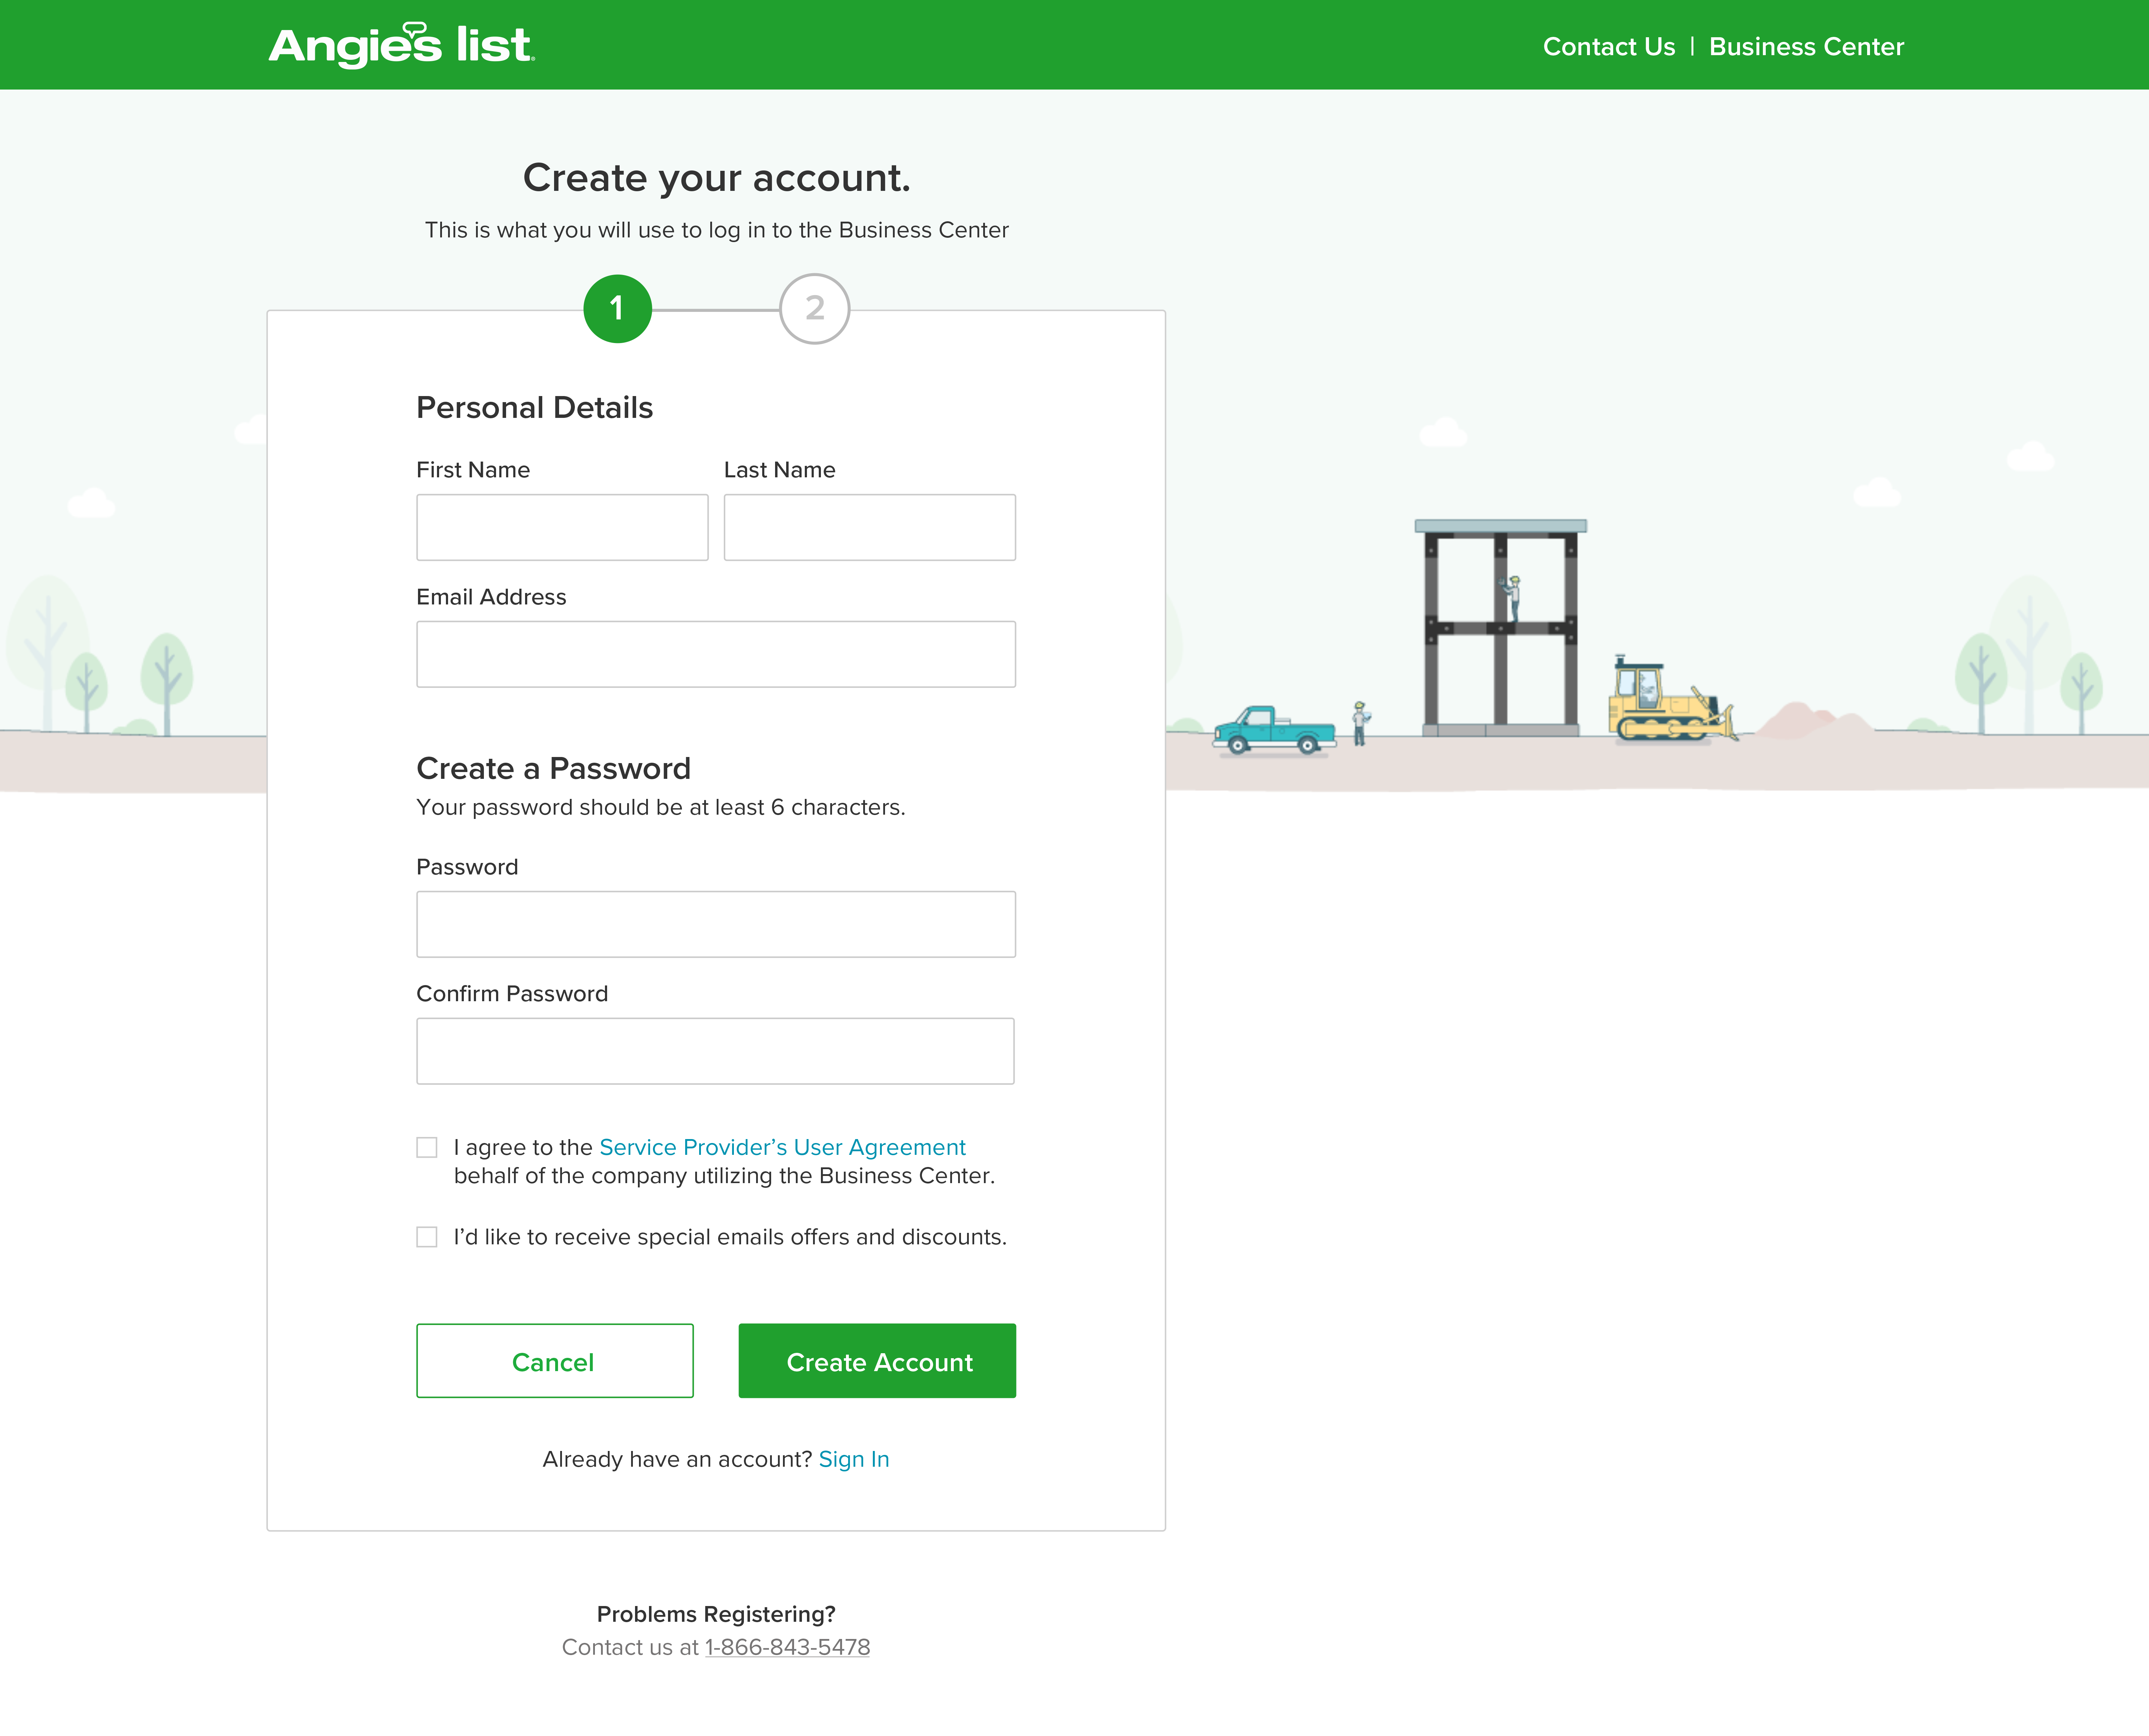 Angie's list
Contact Us | Business Center
Create your account.
This is what you will use to log in to the Business Center
1 2
Personal Details
First Name Last Name
Email Address
Create a Password
Your password should be at least 6 characters.
Password
Confirm Password
I agree to the Service Provider’s User Agreement
behalf of the company utilizing the Business Center.
I’d like to receive special emails offers and discounts.
Cancel Create Account
Already have an account? Sign In
Problems Registering?
Contact us at 1-866-843-5478